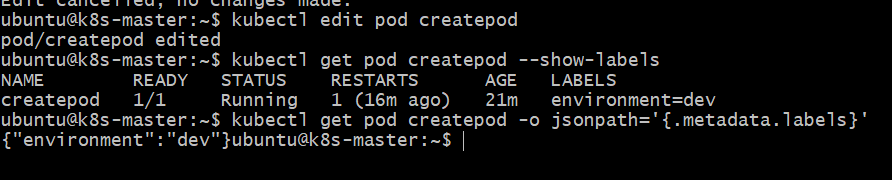 Edit cancelled, no changes made.
ubuntu@k8s-master:~$ kubectl edit pod createpod
pod/createpod edited
ubuntu@k8s-master:~$ kubectl get pod createpod --show-labels
NAME        READY   STATUS    RESTARTS      AGE   LABELS
createpod   1/1     Running   1 (16m ago)   21m   environment=dev
ubuntu@k8s-master:~$ kubectl get pod createpod -o jsonpath='{.metadata.labels}'
{"environment":"dev"}ubuntu@k8s-master:~$